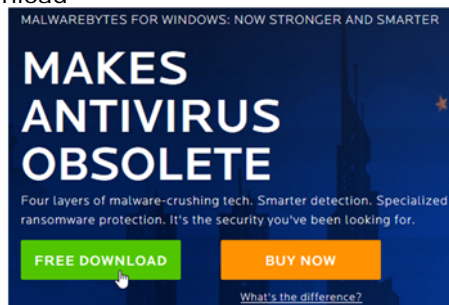 nload
MALWAREBYTES FOR WINDOWS: NOW STRONGER AND SMARTER
MAKES
ANTIVIRUS
OBSOLETE
Four layers of malware-crushing tech. Smarter detection. Specialized
ransomware protection. It's the security you've been looking for.
FREE DOWNLOAD BUY NOW
What's the difference?